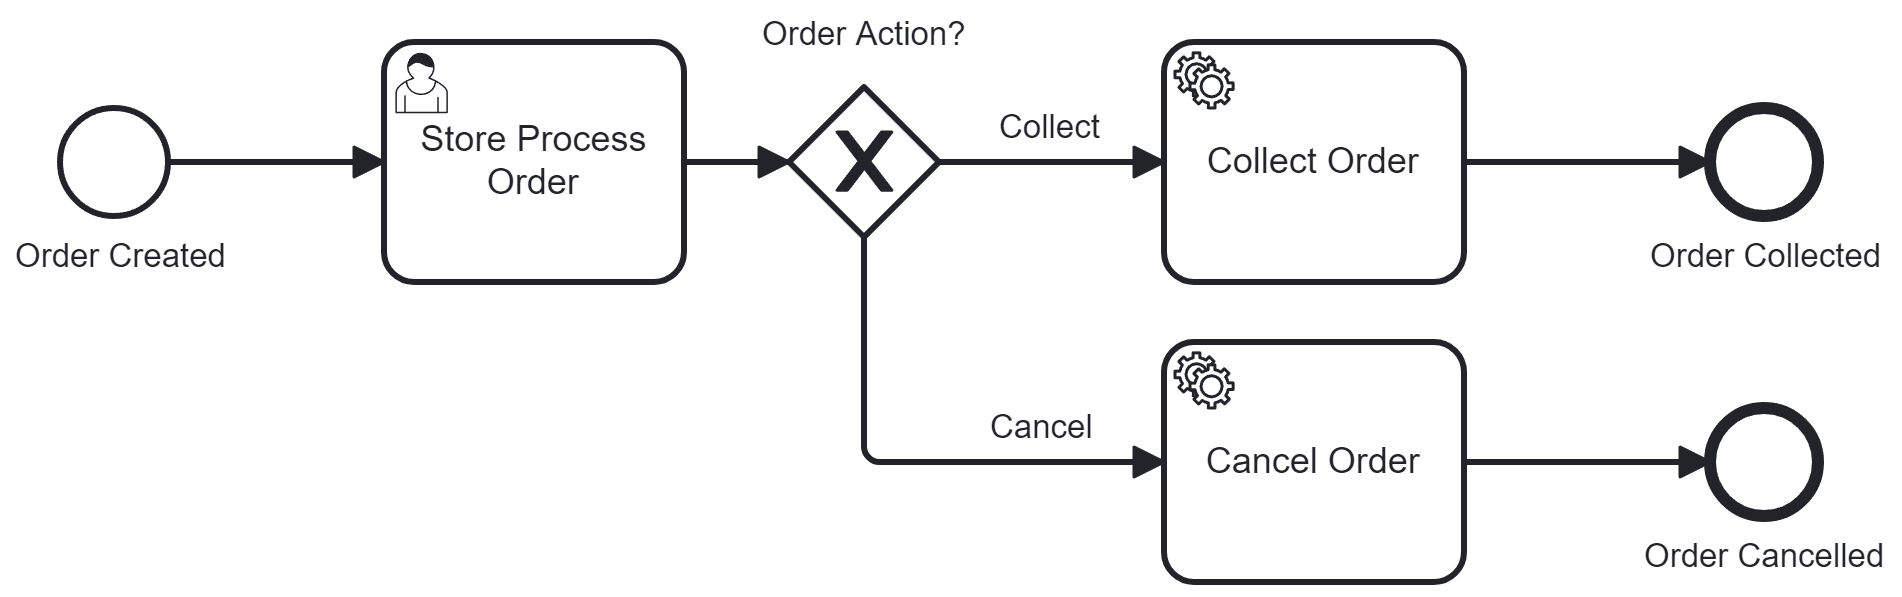 Order Action?
Store Process
Order
Collect
Collect Order
Order Created
Order Collected
Cancel
Cancel Order
Order Cancelled